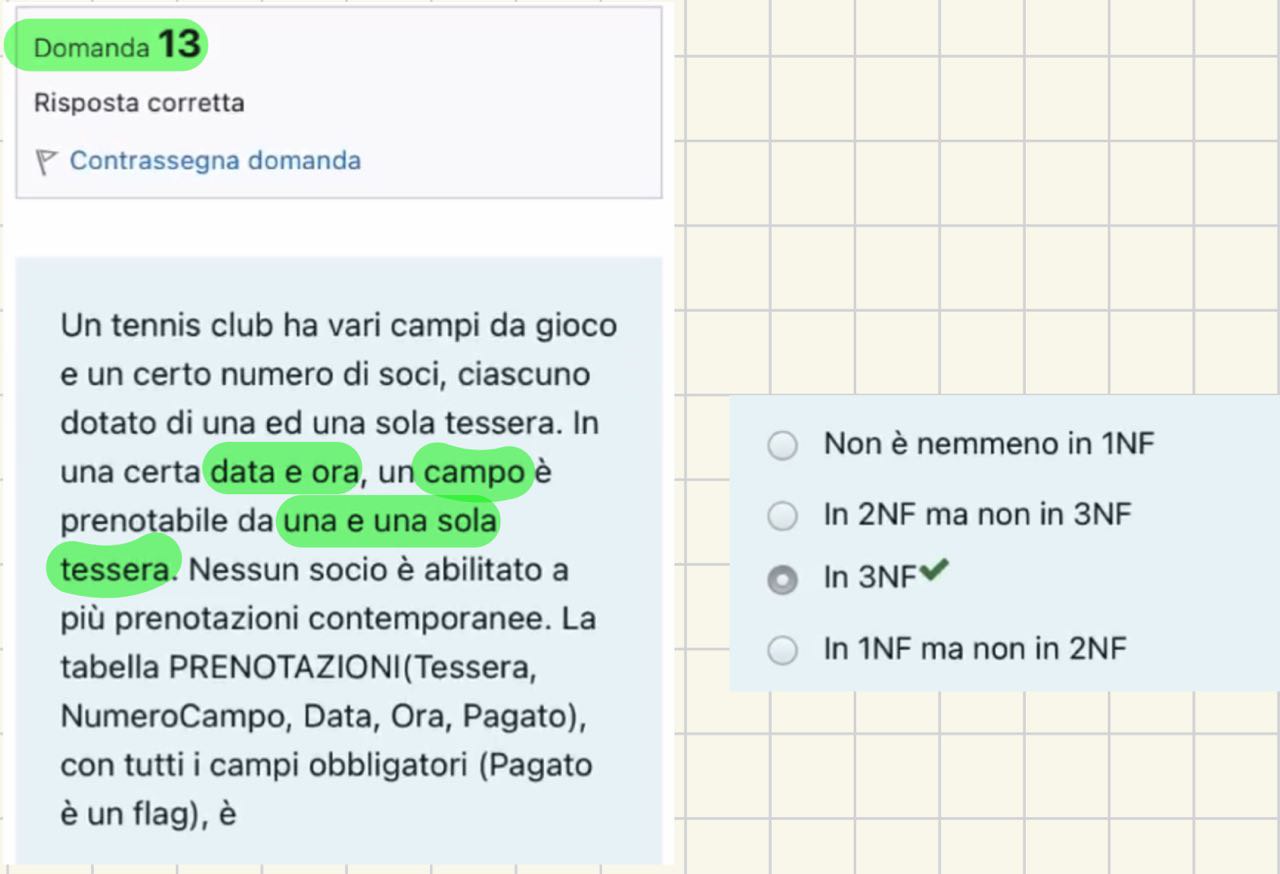 Domanda 13
Risposta corretta
Contrassegna domanda
Un tennis club ha vari campi da gioco
e un certo numero di soci, ciascuno
dotato di una ed una sola tessera. In
una certa data e ora, un campo è
prenotabile da una e una sola
tessera. Nessun socio è abilitato a
più prenotazioni contemporanee. La
tabella PRENOTAZIONI(Tessera,
NumeroCampo, Data, Ora, Pagato),
con tutti i campi obbligatori (Pagato
è un flag), è
Non è nemmeno in 1NF
In 2NF ma non in 3NF
In 3NF
In 1NF ma non in 2NF